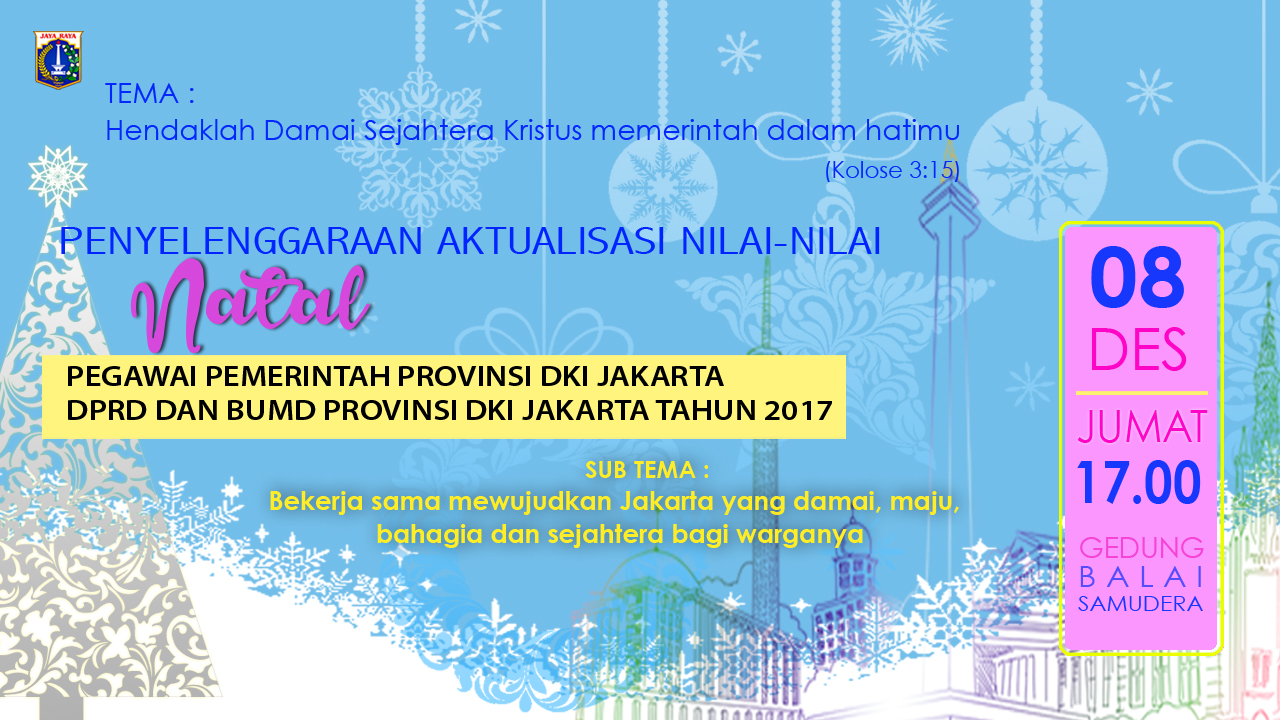 JAYA RAYA
TEMA :
Hendaklah Damai Sejahtera Kristus memerintah dalam hatimu
(Kolose 3:15)
PENYELENGGARAAN AKTUALISASI NILAI-NILAI
Natal
PEGAWAI PEMERINTAH PROVINSI DKI JAKARTA
DPRD DAN BUMD PROVINSI DKI JAKARTA TAHUN 2017
SUB TEMA :
Bekerja sama mewujudkan Jakarta yang damai, maju,
bahagia dan sejahtera bagi warganya
08
DES
JUMAT
17.00
GEDUNG
BALAI
SAMUDERA